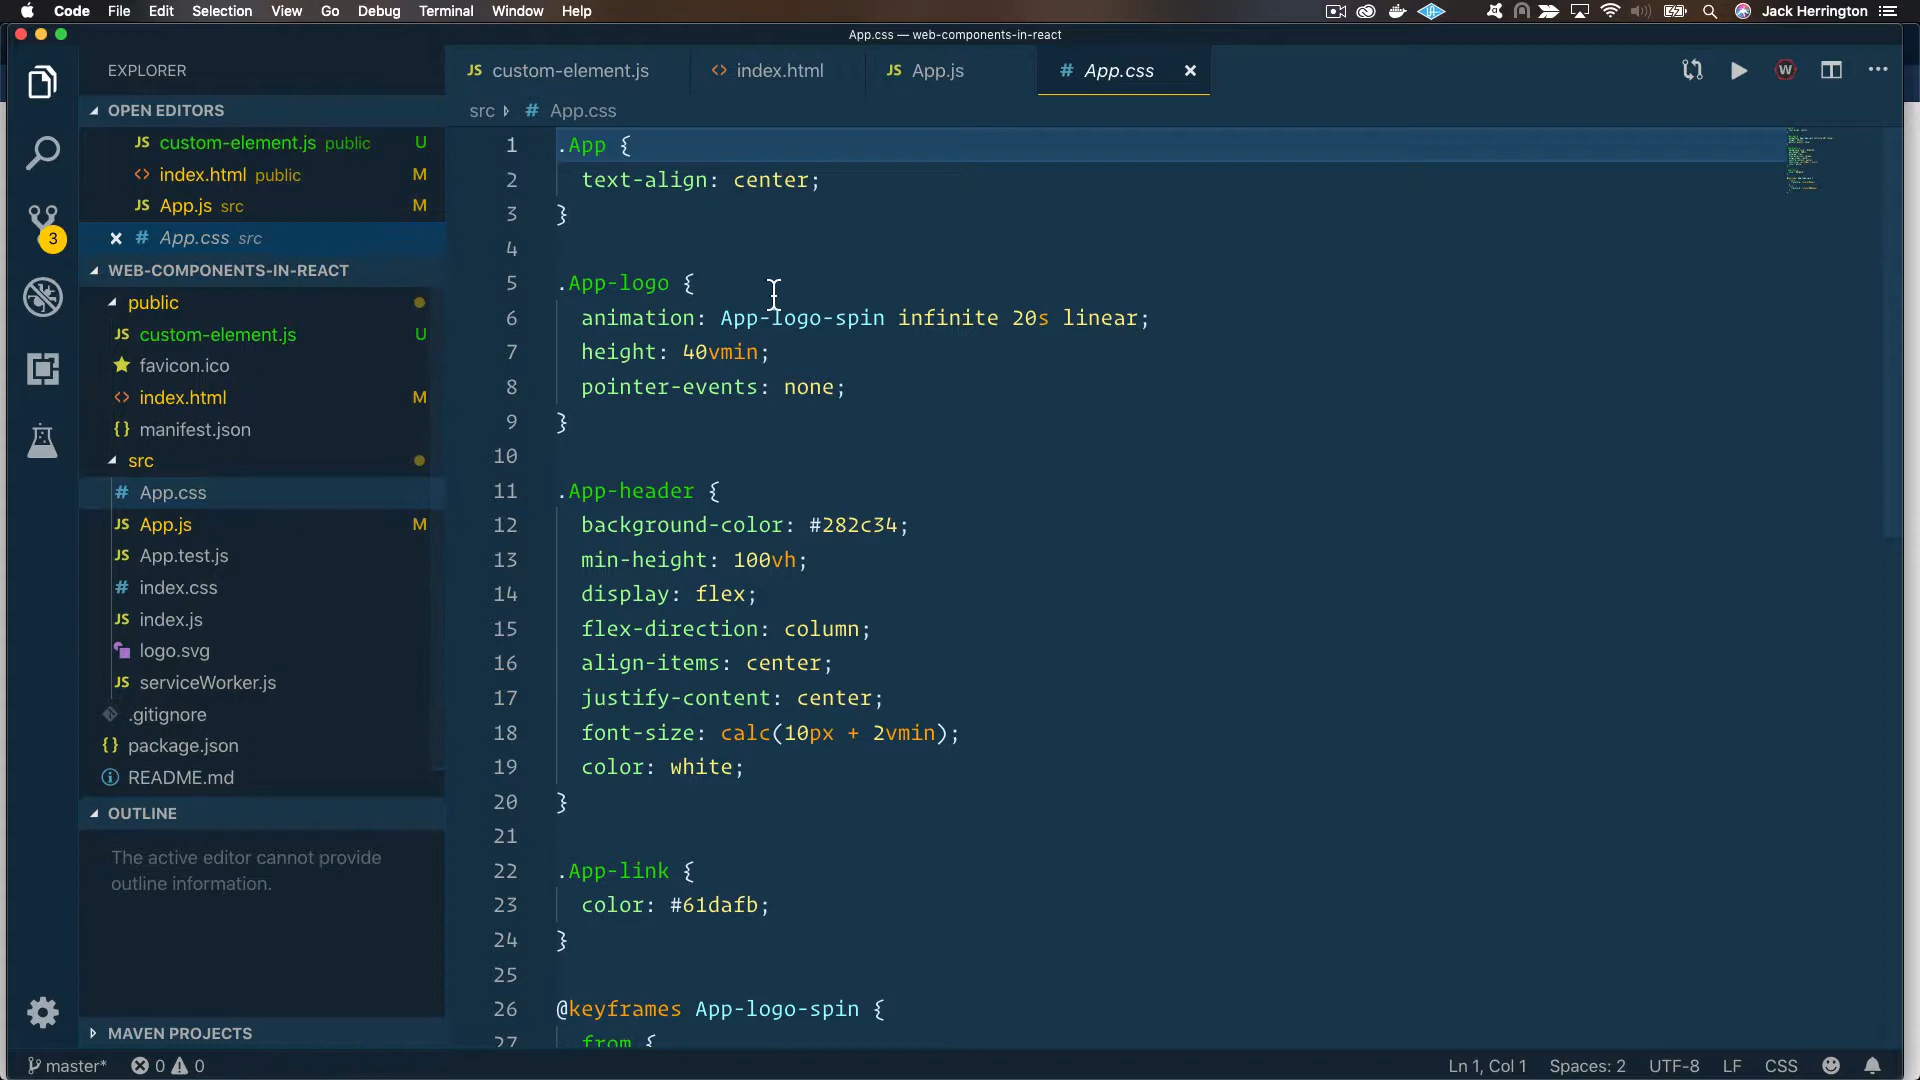 Code File Edit Selection View Go Debug Terminal Window Help Jack Herrington
App.css — web-components-in-react
EXPLORER
OPEN EDITORS
JS custom-element.js public U
<> index.html public M
JS App.js src M
# App.css src
WEB-COMPONENTS-IN-REACT
public
JS custom-element.js U
favicon.ico
<> index.html M
{} manifest.json
src
# App.css
JS App.js M
JS App.test.js
# index.css
JS index.js
logo.svg
JS serviceWorker.js
.gitignore
{} package.json
README.md
OUTLINE
The active editor cannot provide
outline information.
MAVEN PROJECTS
3
JS custom-element.js <> index.html JS App.js # App.css
W
src # App.css
1 .App {
2 text-align: center;
3 }
4
5 .App-logo {
6 animation: App-logo-spin infinite 20s linear;
7 height: 40vmin;
8 pointer-events: none;
9 }
10
11 .App-header {
12 background-color: #282c34;
13 min-height: 100vh;
14 display: flex;
15 flex-direction: column;
16 align-items: center;
17 justify-content: center;
18 font-size: calc(10px + 2vmin);
19 color: white;
20 }
21
22 .App-link {
23 color: #61dafb;
24 }
25
26 @keyframes App-logo-spin {
27 from {
master* 0 0 Ln 1, Col 1 Spaces: 2 UTF-8 LF CSS